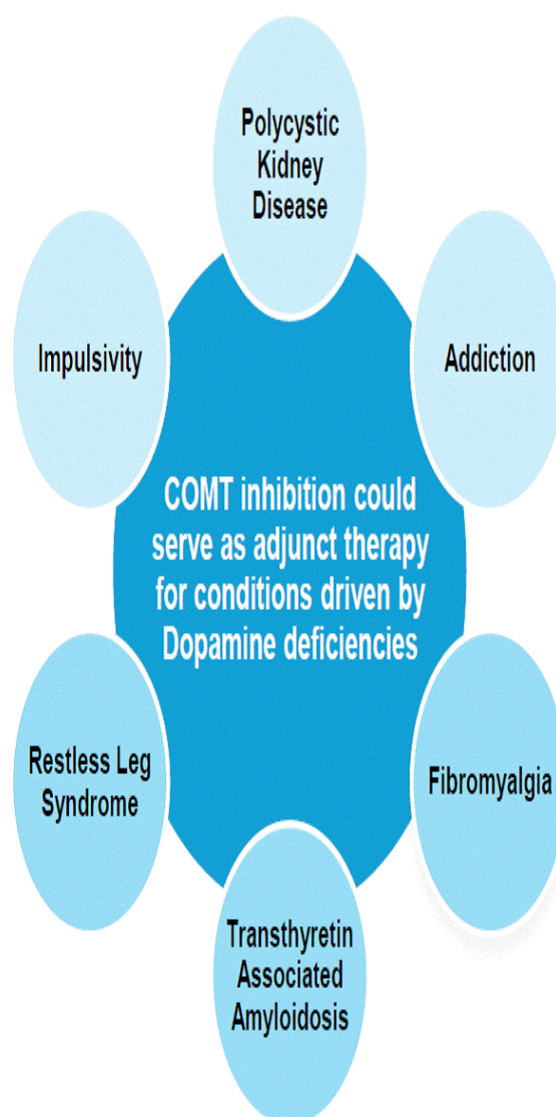 Polycystic
Kidney
Disease
Impulsivity
Addiction
COMT inhibition could
serve as adjunct therapy
for conditions driven by
Dopamine deficiencies
Restless Leg
Syndrome
Fibromyalgia
Transthyretin
Associated
Amyloidosis